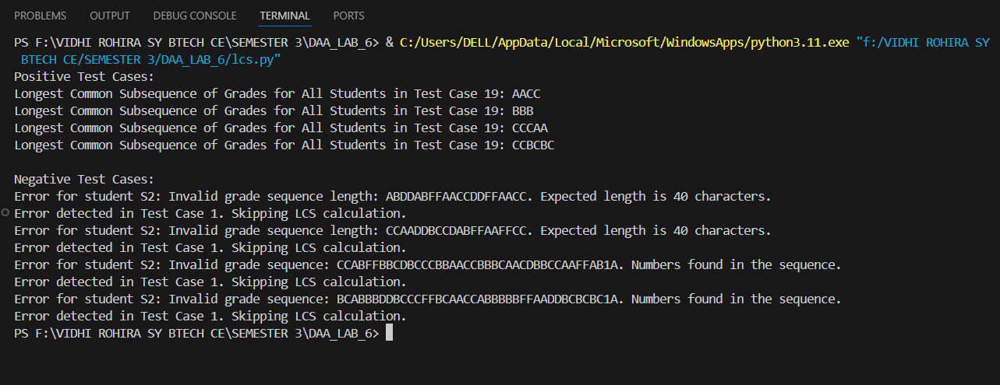 PROBLEMS OUTPUT DEBUG CONSOLE TERMINAL PORTS
PS F:\VIDHI ROHIRA SY BTECH CE\SEMESTER 3\DAA_LAB_6> & C:/Users/DELL/AppData/Local/Microsoft/WindowsApps/python3.11.exe "f:/VIDHI ROHIRA SY
BTECH CE/SEMESTER 3/DAA_LAB_6/lcs.py"
Positive Test Cases:
Longest Common Subsequence of Grades for All Students in Test Case 19: AACC
Longest Common Subsequence of Grades for All Students in Test Case 19: BBB
Longest Common Subsequence of Grades for All Students in Test Case 19: CCCAA
Longest Common Subsequence of Grades for All Students in Test Case 19: CCBCBC
Negative Test Cases:
Error for student S2: Invalid grade sequence length: ABDDABFFAACCDDFFAACC. Expected length is 40 characters.
Error detected in Test Case 1. Skipping LCS calculation.
Error for student S2: Invalid grade sequence length: CCAADDBCCDABFFAAFFCC. Expected length is 40 characters.
Error detected in Test Case 1. Skipping LCS calculation.
Error for student S2: Invalid grade sequence: CCABFFBBCDBCCCBBAACCBBBCAACDBBCCAAFFAB1A. Numbers found in the sequence.
Error detected in Test Case 1. Skipping LCS calculation.
Error for student S2: Invalid grade sequence: BCABBBDDBCCCFFBCAACCABBBBBFFAADDBCBCBC1A. Numbers found in the sequence.
Error detected in Test Case 1. Skipping LCS calculation.
PS F:\VIDHI ROHIRA SY BTECH CE\SEMESTER 3\DAA_LAB_6>